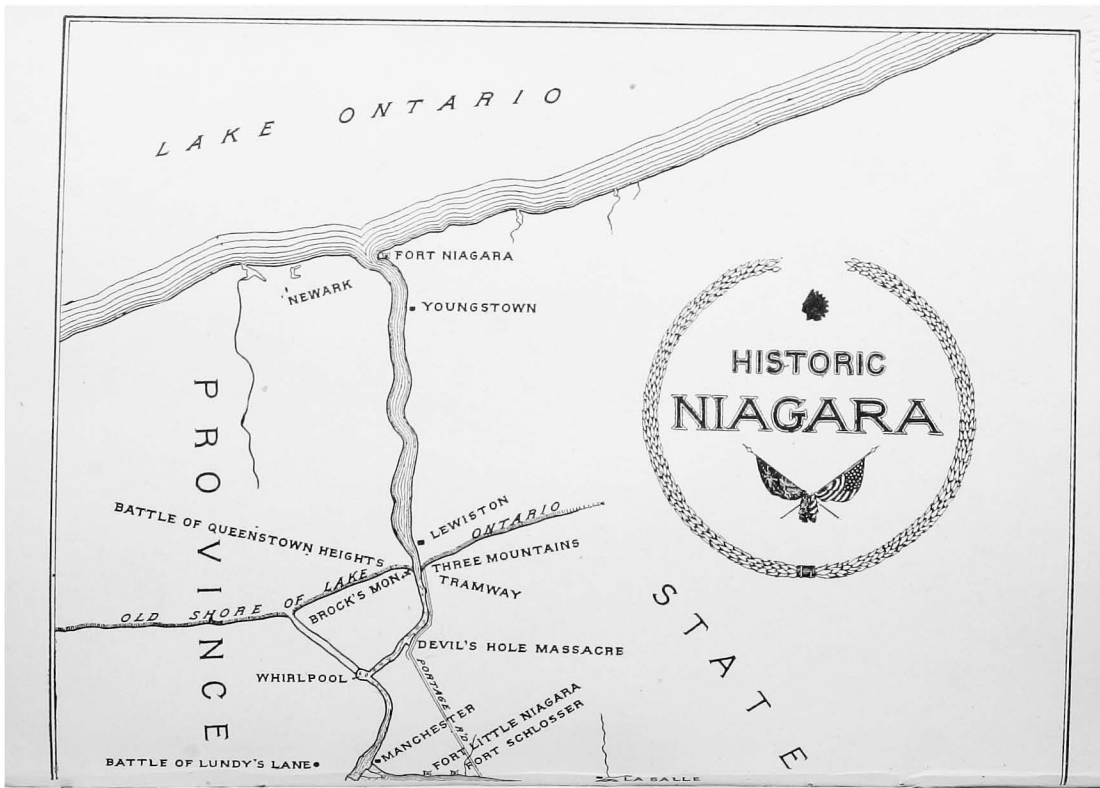 LAKE ONTARIO
FORT NIAGARA
NEWARK
YOUNGSTOWN
HISTORIC
NIAGARA
PROVINCE
LEWISTON
BATTLE OF QUEENSTOWN HEIGHTS
OLD SHORE OF LAKE ONTARIO
THREE MOUNTAINS
BROCK'S MON.
TRAMWAY
STATE
DEVIL'S HOLE MASSACRE
WHIRLPOOL
PORTAGE R'D
MANCHESTER
FORT LITTLE NIAGARA
FORT SCHLOSSER
BATTLE OF LUNDY'S LANE
LA SALLE